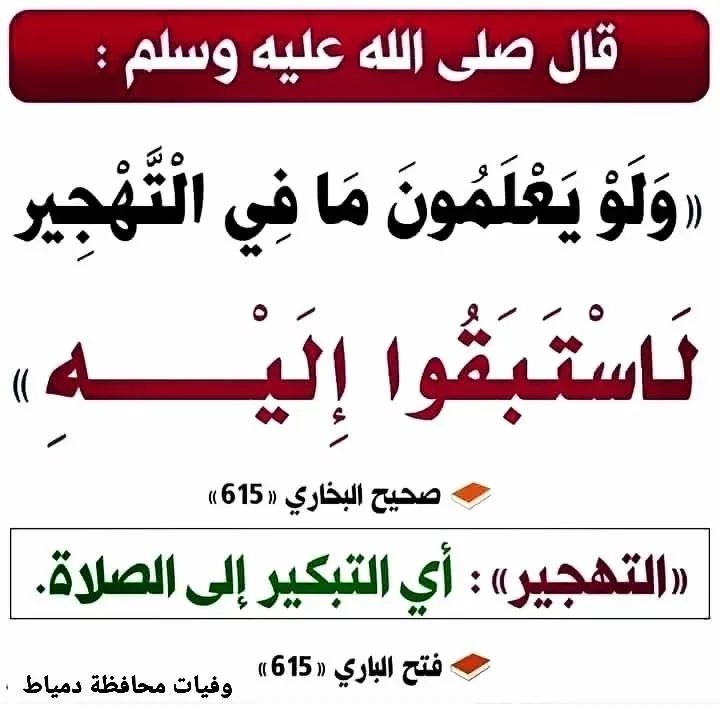 قال صلى الله عليه وسلم :
«وَلَوْ يَعْلَمُونَ مَا فِي الْتَّهْجِيرِ
لَاسْتَبَقُوا إِلَيْـــهِ»
صحيح البخاري «615»
«التهجير» : أي التبكير إلى الصلاة.
فتح الباري «615»
وفيات محافظة دمياط